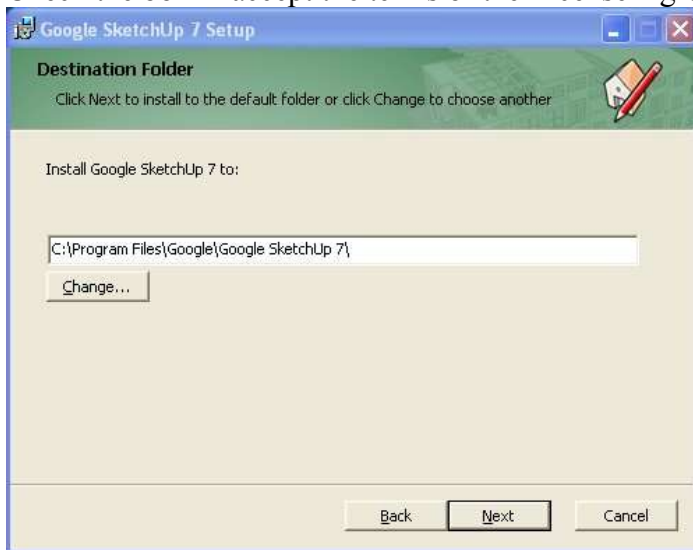 Google SketchUp 7 Setup
Destination Folder
Click Next to install to the default folder or click Change to choose another
Install Google SketchUp 7 to:
C:\Program Files\Google\Google SketchUp 7\
Change...
Back Next Cancel